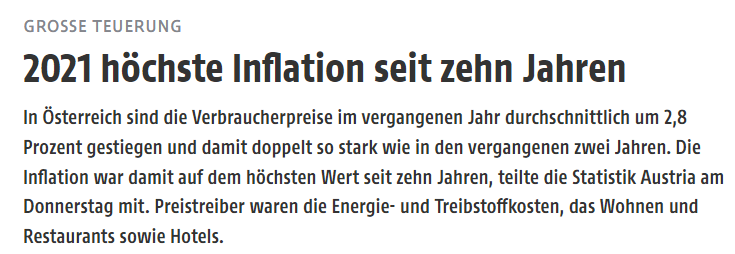 GROSSE TEUERUNG
2021 höchste Inflation seit zehn Jahren
In Österreich sind die Verbraucherpreise im vergangenen Jahr durchschnittlich um 2,8
Prozent gestiegen und damit doppelt so stark wie in den vergangenen zwei Jahren. Die
Inflation war damit auf dem höchsten Wert seit zehn Jahren, teilte die Statistik Austria am
Donnerstag mit. Preistreiber waren die Energie- und Treibstoffkosten, das Wohnen und
Restaurants sowie Hotels.